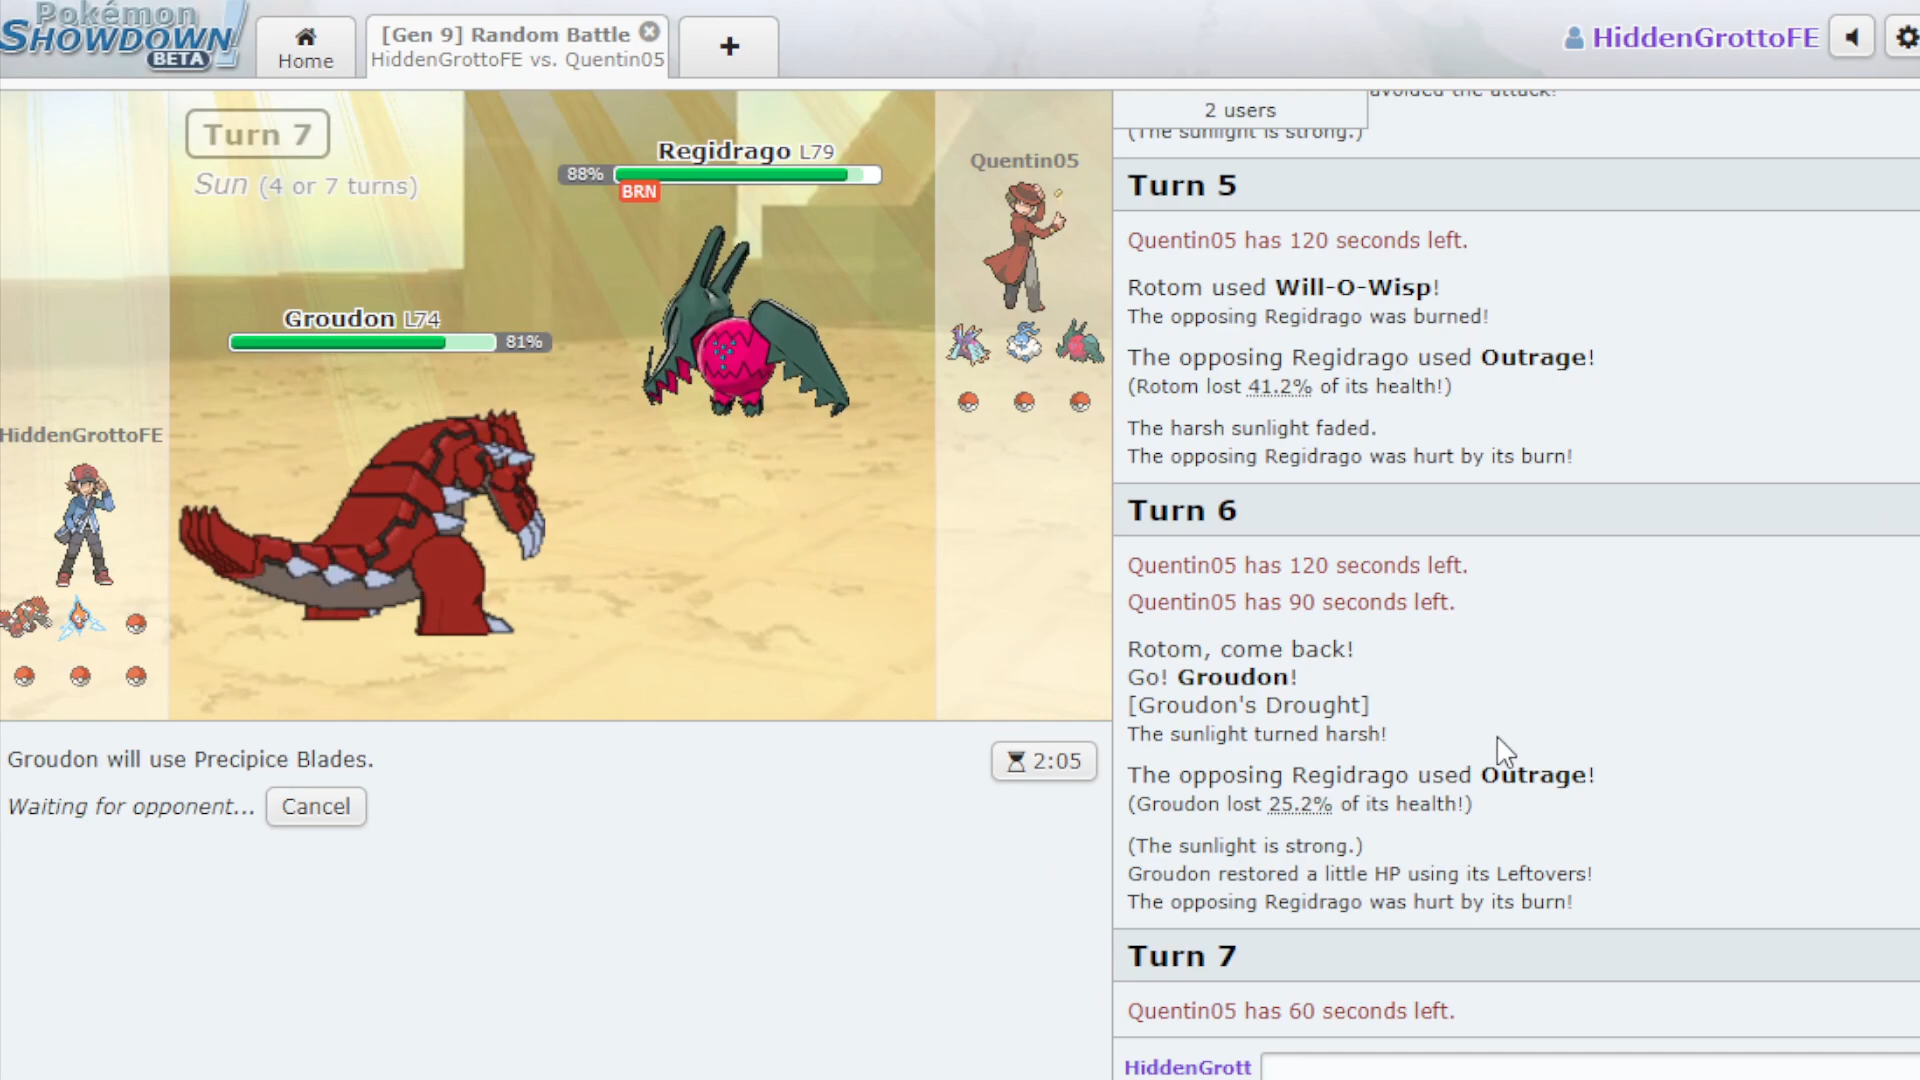 Pokémon
SHOWDOWN!
BETA
Home
[Gen 9] Random Battle
HiddenGrottoFE vs. Quentin05
+
HiddenGrottoFE
Turn 7
Sun (4 or 7 turns)
Regidrago L79
88%
BRN
Groudon L74
81%
Quentin05
HiddenGrottoFE
Groudon will use Precipice Blades.
Waiting for opponent...
Cancel
2:05
2 users
avoided the attack!
(The sunlight is strong.)
Turn 5
Quentin05 has 120 seconds left.
Rotom used Will-O-Wisp!
The opposing Regidrago was burned!
The opposing Regidrago used Outrage!
(Rotom lost 41.2% of its health!)
The harsh sunlight faded.
The opposing Regidrago was hurt by its burn!
Turn 6
Quentin05 has 120 seconds left.
Quentin05 has 90 seconds left.
Rotom, come back!
Go! Groudon!
[Groudon's Drought]
The sunlight turned harsh!
The opposing Regidrago used Outrage!
(Groudon lost 25.2% of its health!)
(The sunlight is strong.)
Groudon restored a little HP using its Leftovers!
The opposing Regidrago was hurt by its burn!
Turn 7
Quentin05 has 60 seconds left.
HiddenGrott